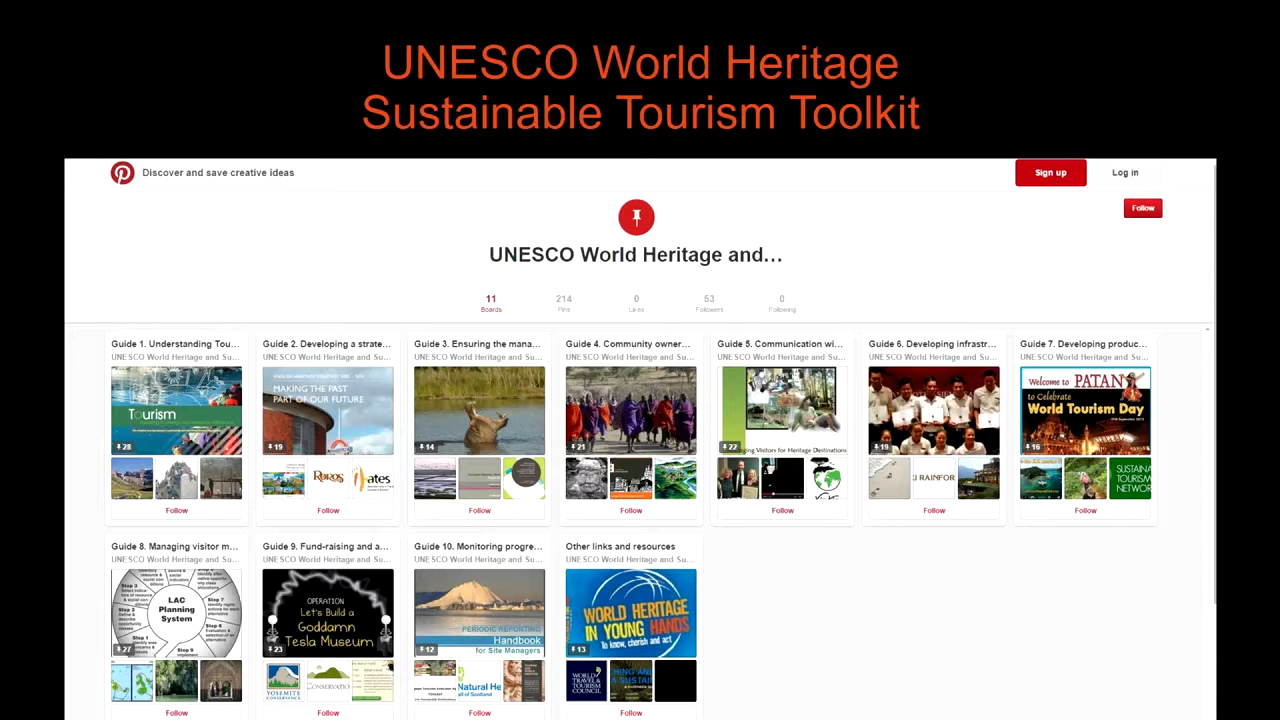 UNESCO World Heritage
Sustainable Tourism Toolkit
Discover and save creative ideas
Sign up
Log in
Follow
UNESCO World Heritage and...
11
214
0
53
0
Boards
Pins
Likes
Followers
Following
Guide 1. Understanding Tou...
UNESCO World Heritage and Su...
Tourism
28
Follow
Guide 2. Developing a strate...
UNESCO World Heritage and Su...
MAKING THE PAST
PART OF OUR FUTURE
19
RØROS
ates
Follow
Guide 3. Ensuring the mana...
UNESCO World Heritage and Su...
14
Follow
Guide 4. Community owner...
UNESCO World Heritage and Su...
21
Follow
Guide 5. Communication wi...
UNESCO World Heritage and Su...
22
ging Visitors for Heritage Destinations
Follow
Guide 6. Developing infrastr...
UNESCO World Heritage and Su...
19
RAINFOR
Follow
Guide 7. Developing produc...
UNESCO World Heritage and Su...
Welcome to PATAN
to Celebrate
World Tourism Day
16
SUSTAINA
TOURISM
NETWOR
Follow
Guide 8. Managing visitor m...
UNESCO World Heritage and Su...
LAC
Planning
System
Step 3
Step 2
Step 1
Step 7
Step 8
Step 9
27
Follow
Guide 9. Fund-raising and a...
UNESCO World Heritage and Su...
OPERATION
Let's Build a
Goddamn
Tesla Museum
23
YOSEMITE
CONSERVANCY
CONSERVATIO
Follow
Guide 10. Monitoring progre...
UNESCO World Heritage and Su...
PERIODIC REPORTING
Handbook
for Site Managers
12
Natural He
of Scotland
Follow
Other links and resources
UNESCO World Heritage and Su...
WORLD HERITAGE
IN YOUNG HANDS
To know, cherish and act
13
WORLD
TRAVEL &
TOURISM
COUNCIL
Follow